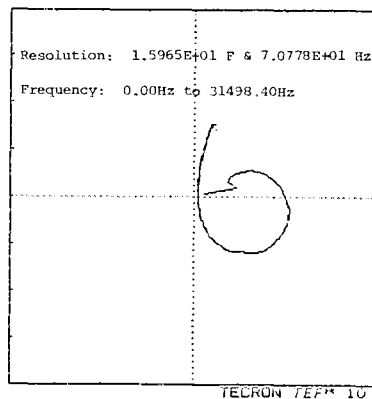 Resolution: 1.5965E+01 F & 7.0778E+01 Hz
Frequency: 0.00Hz to 31498.40Hz
TECRON TEF™ 10